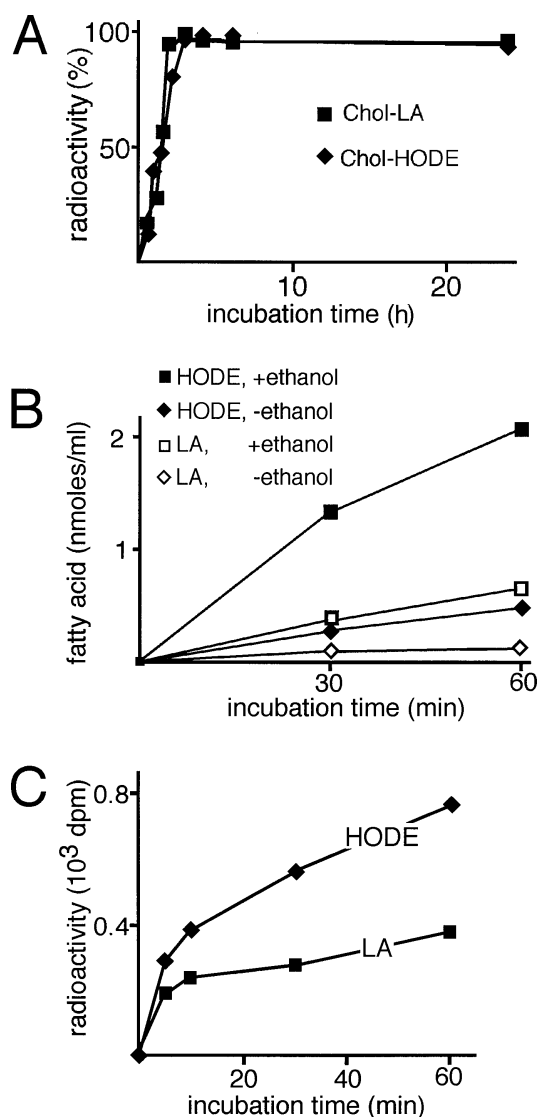 A
100
50
radioactivity (%)
Chol-LA
Chol-HODE
10 20
incubation time (h)
B
HODE, +ethanol
HODE, -ethanol
LA, +ethanol
LA, -ethanol
2
1
fatty acid (nmoles/ml)
30 60
incubation time (min)
C
0.8
0.4
radioactivity (10³ dpm)
HODE
LA
20 40 60
incubation time (min)